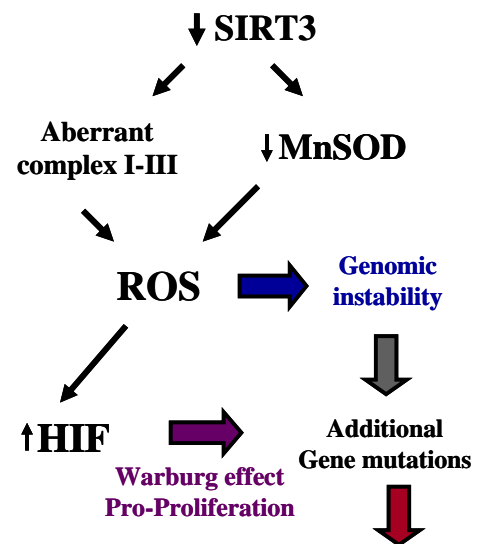 ↓ SIRT3
Aberrant
complex I-III
↓MnSOD
ROS
Genomic
instability
↑HIF
Warburg effect
Pro-Proliferation
Additional
Gene mutations